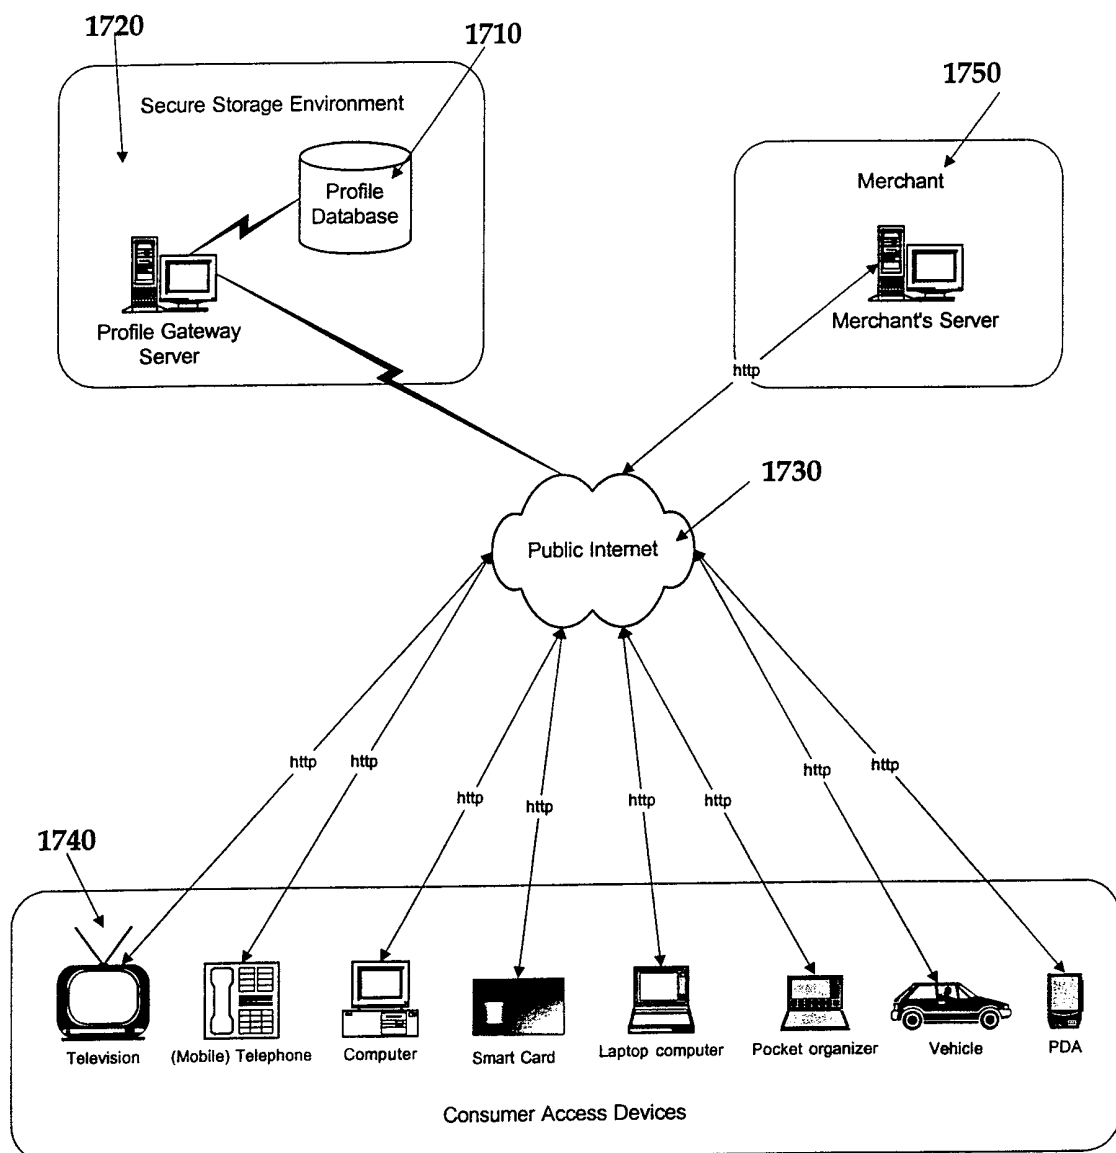 1720
1710
1750
Secure Storage Environment
Profile
Database
Profile Gateway
Server
Merchant
Merchant's Server
http
1730
Public Internet
http
http
http
http
http
http
http
http
1740
Television
(Mobile) Telephone
Computer
Smart Card
Laptop computer
Pocket organizer
Vehicle
PDA
Consumer Access Devices